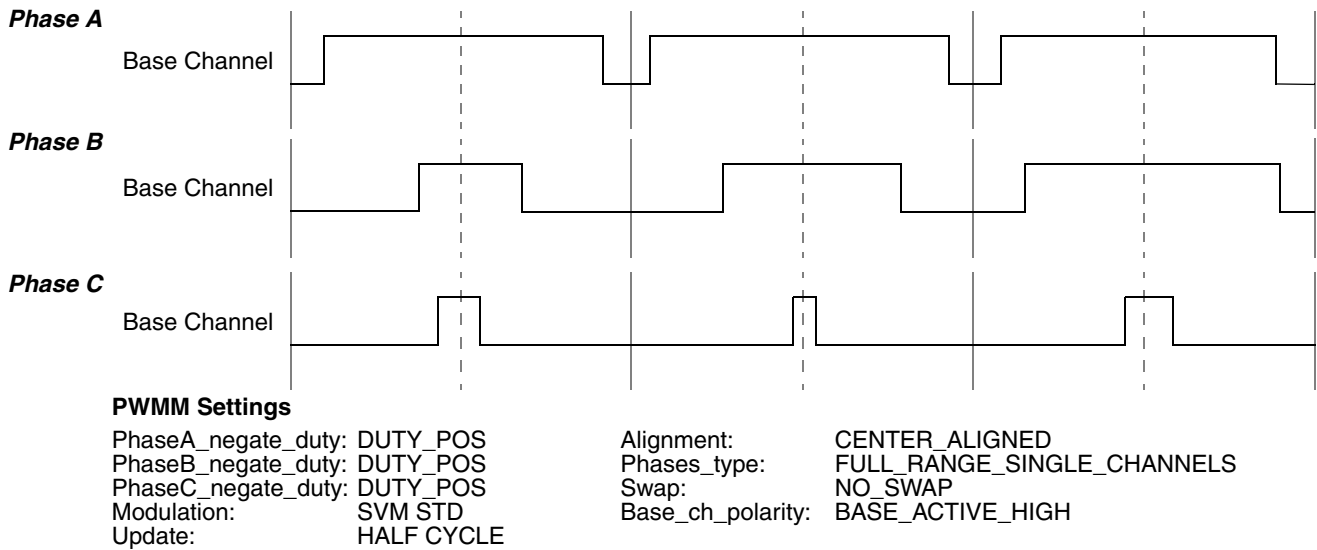 Phase A
Base Channel
Phase B
Base Channel
Phase C
Base Channel
PWMM Settings
PhaseA_negate_duty: DUTY_POS Alignment: CENTER_ALIGNED
PhaseB_negate_duty: DUTY_POS Phases_type: FULL_RANGE_SINGLE_CHANNELS
PhaseC_negate_duty: DUTY_POS Swap: NO_SWAP
Modulation: SVM STD Base_ch_polarity: BASE_ACTIVE_HIGH
Update: HALF CYCLE